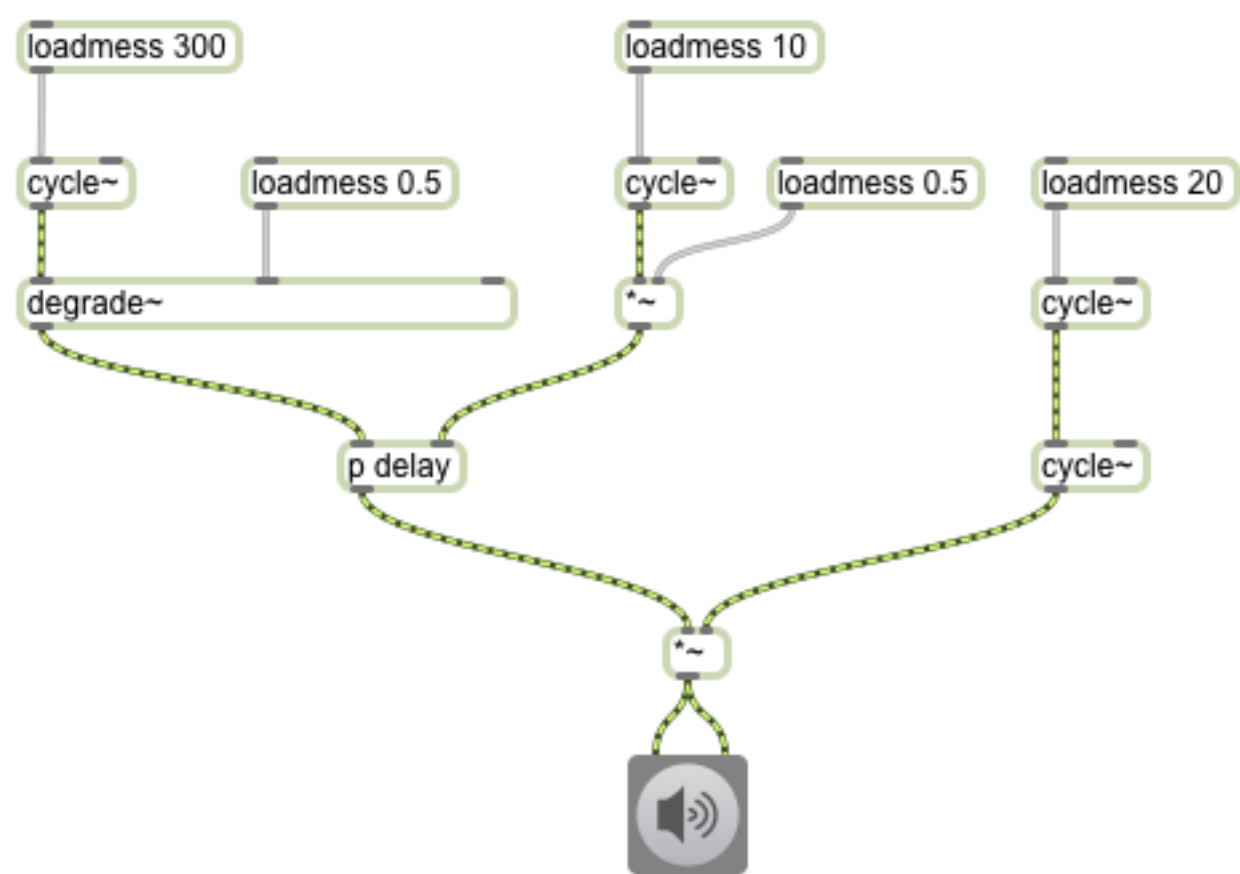 loadmess 300
loadmess 10
cycle~
loadmess 0.5
cycle~
loadmess 0.5
loadmess 20
degrade~
*~
cycle~
p delay
cycle~
*~